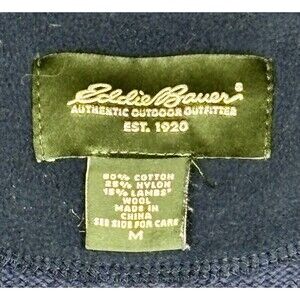 Eddie Bauer®
AUTHENTIC OUTDOOR OUTFITTER
EST. 1920
60% COTTON
25% NYLON
15% LAMBS'
WOOL
MADE IN
CHINA
SEE SIDE FOR CARE
M